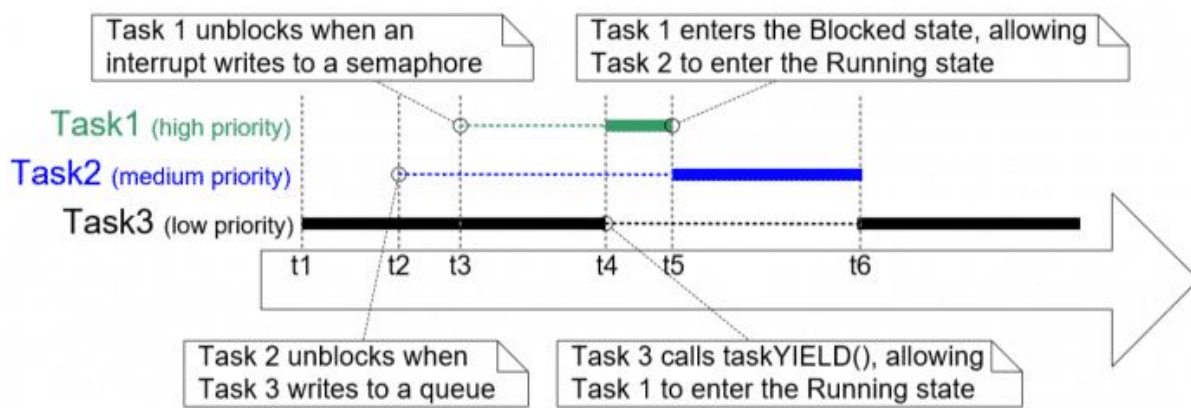 Task 1 unblocks when an
interrupt writes to a semaphore
Task 1 enters the Blocked state, allowing
Task 2 to enter the Running state
Task1 (high priority)
Task2 (medium priority)
Task3 (low priority)
t1 t2 t3 t4 t5 t6
Task 2 unblocks when
Task 3 writes to a queue
Task 3 calls taskYIELD(), allowing
Task 1 to enter the Running state